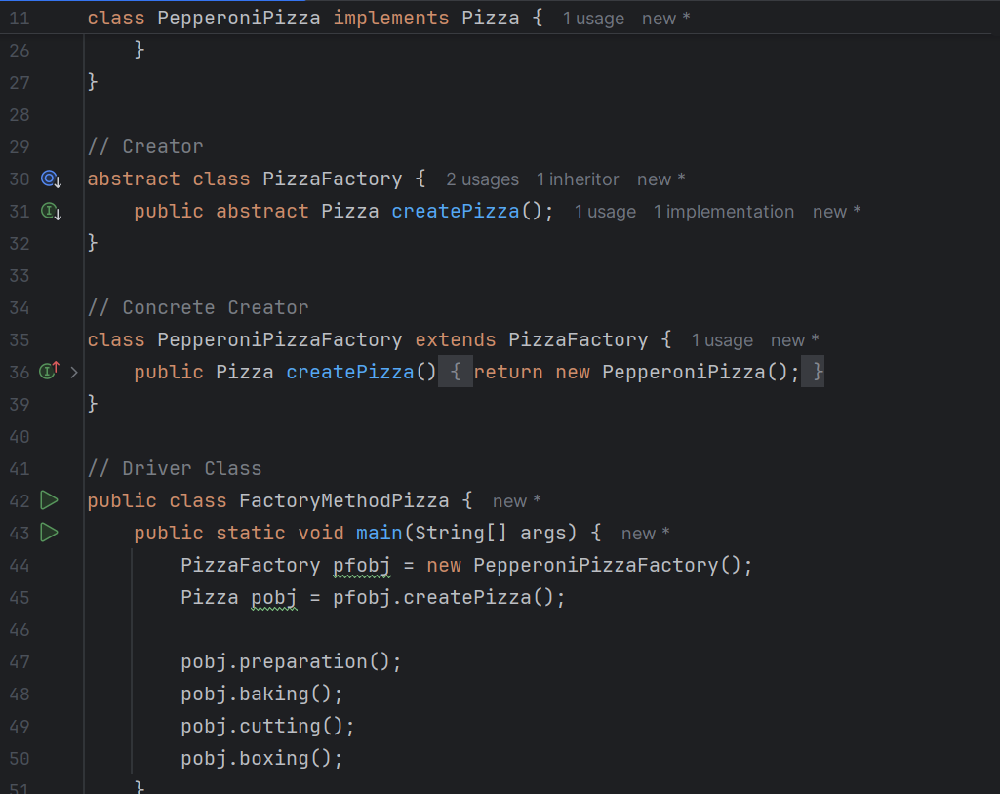 11 class PepperoniPizza implements Pizza { 1 usage new *
26 }
27 }
28
29 // Creator
30 abstract class PizzaFactory { 2 usages 1 inheritor new *
31 public abstract Pizza createPizza(); 1 usage 1 implementation new *
32 }
33
34 // Concrete Creator
35 class PepperoniPizzaFactory extends PizzaFactory { 1 usage new *
36 public Pizza createPizza() { return new PepperoniPizza(); }
39 }
40
41 // Driver Class
42 public class FactoryMethodPizza { new *
43 public static void main(String[] args) { new *
44 PizzaFactory pfobj = new PepperoniPizzaFactory();
45 Pizza pobj = pfobj.createPizza();
46
47 pobj.preparation();
48 pobj.baking();
49 pobj.cutting();
50 pobj.boxing();
51 }